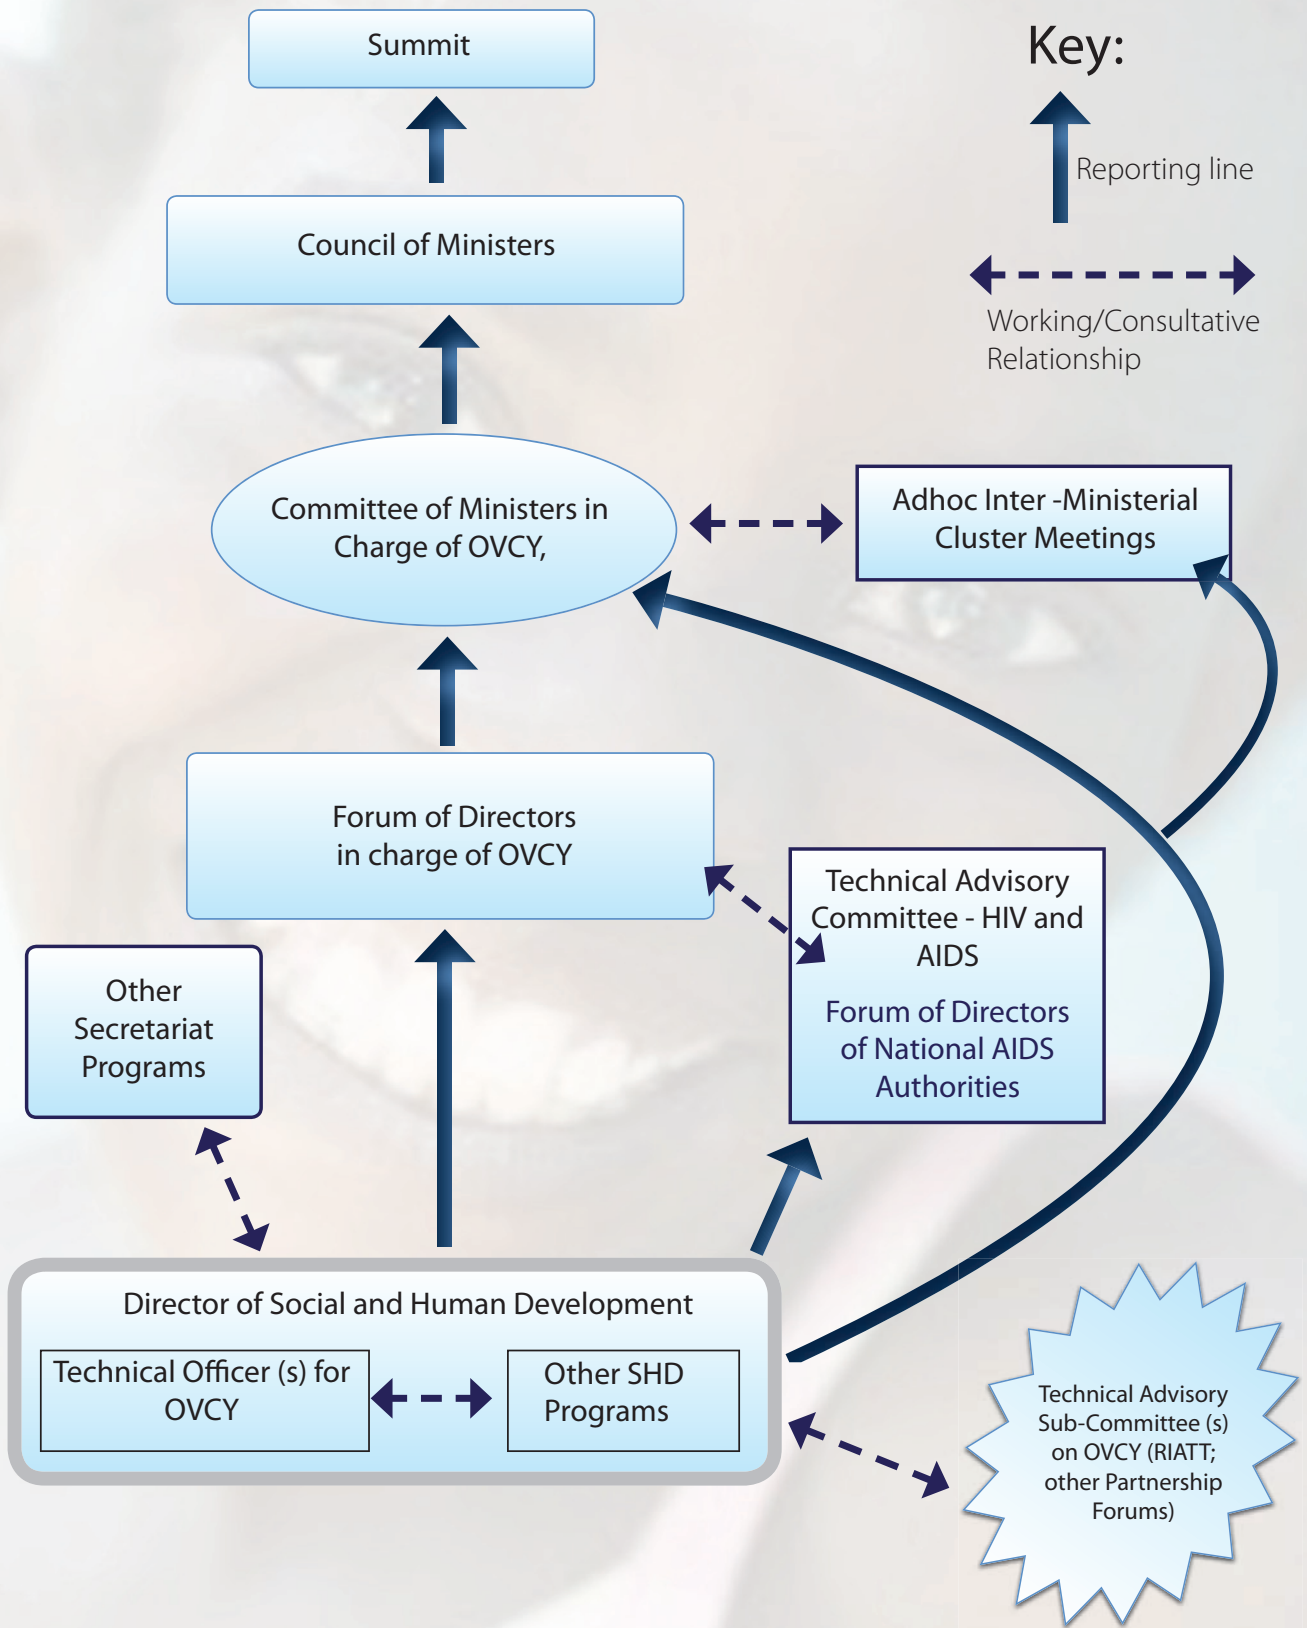 Summit
Key:
Reporting line
Council of Ministers
Working/Consultative
Relationship
Committee of Ministers in
Charge of OVCY,
Adhoc Inter -Ministerial
Cluster Meetings
Forum of Directors
in charge of OVCY
Technical Advisory
Committee - HIV and
AIDS
Forum of Directors
of National AIDS
Authorities
Other
Secretariat
Programs
Director of Social and Human Development
Technical Officer (s) for
OVCY
Other SHD
Programs
Technical Advisory
Sub-Committee (s)
on OVCY (RIATT;
other Partnership
Forums)